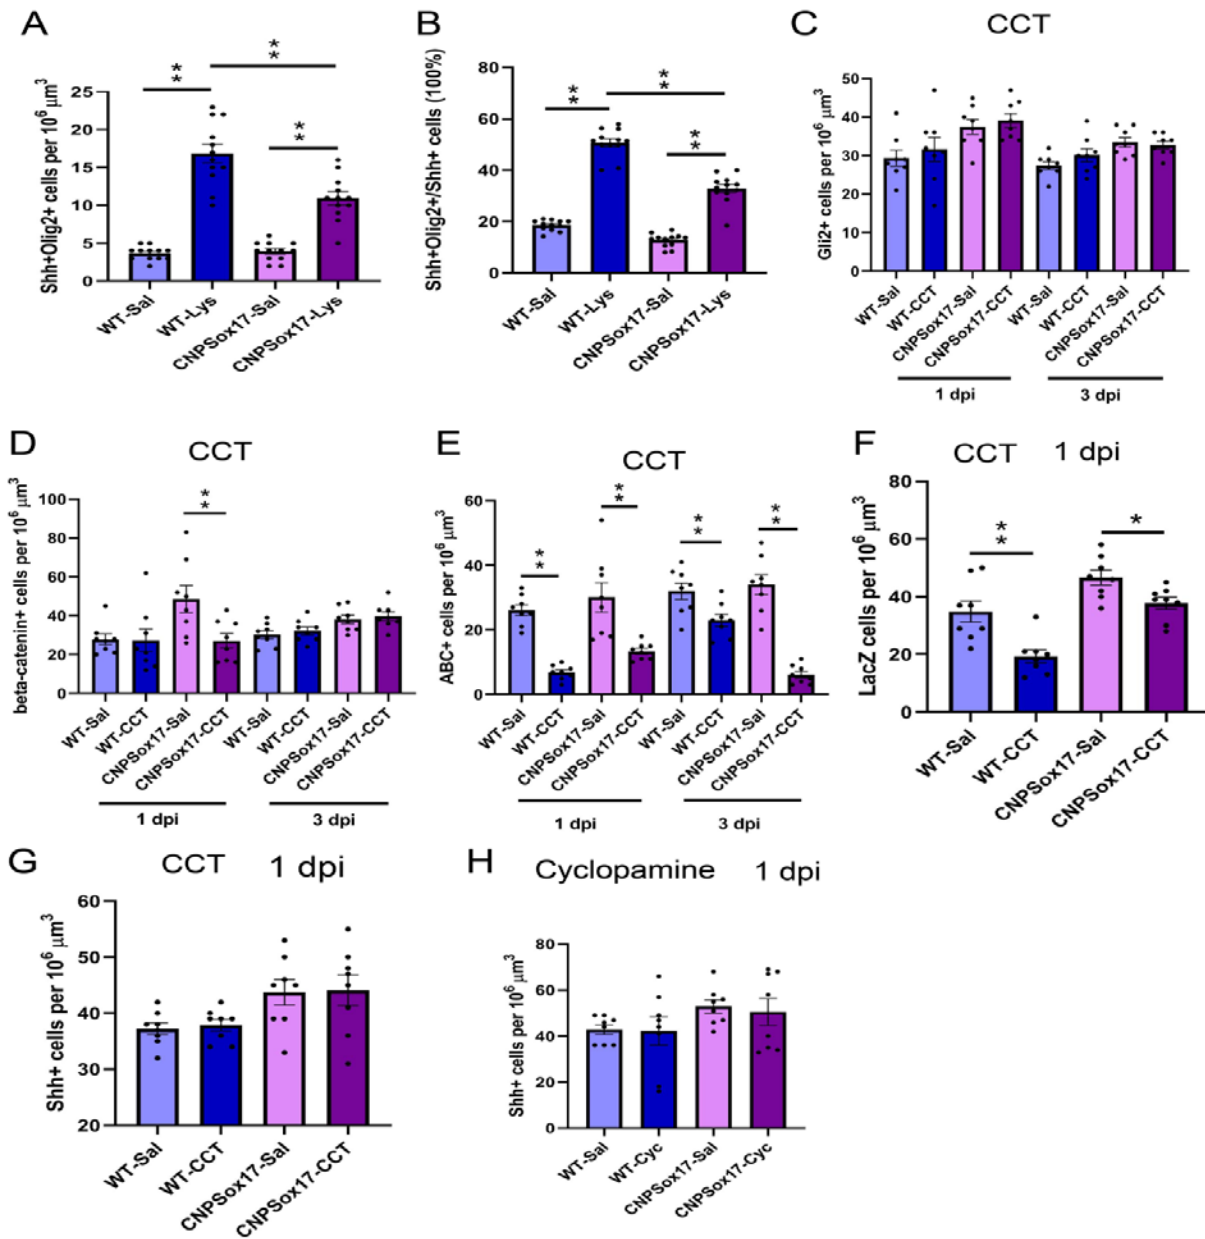 A
Shh+Olig2+ cells per 10⁶ µm³
25
20
15
10
5
0
* *
* *
* *
WT-Sal
WT-Lys
CNPSox17-Sal
CNPSox17-Lys
B
Shh+Olig2+/Shh+ cells (100%)
80
60
40
20
0
* *
* *
* *
WT-Sal
WT-Lys
CNPSox17-Sal
CNPSox17-Lys
C
CCT
Gli2+ cells per 10⁶ µm³
50
40
30
20
10
0
WT-Sal
WT-CCT
CNPSox17-Sal
CNPSox17-CCT
WT-Sal
WT-CCT
CNPSox17-Sal
CNPSox17-CCT
1 dpi
3 dpi
D
CCT
beta-catenin+ cells per 10⁶ µm³
100
80
60
40
20
0
* *
WT-Sal
WT-CCT
CNPSox17-Sal
CNPSox17-CCT
WT-Sal
WT-CCT
CNPSox17-Sal
CNPSox17-CCT
1 dpi
3 dpi
E
CCT
ABC+ cells per 10⁶ µm³
60
40
20
0
* *
* *
* *
* *
WT-Sal
WT-CCT
CNPSox17-Sal
CNPSox17-CCT
WT-Sal
WT-CCT
CNPSox17-Sal
CNPSox17-CCT
1 dpi
3 dpi
F
CCT 1 dpi
LacZ cells per 10⁶ µm³
80
60
40
20
0
* *
*
WT-Sal
WT-CCT
CNPSox17-Sal
CNPSox17-CCT
G
CCT 1 dpi
Shh+ cells per 10⁶ µm³
60
50
40
30
20
WT-Sal
WT-CCT
CNPSox17-Sal
CNPSox17-CCT
H
Cyclopamine 1 dpi
Shh+ cells per 10⁶ µm³
80
60
40
20
0
WT-Sal
WT-Cyc
CNPSox17-Sal
CNPSox17-Cyc